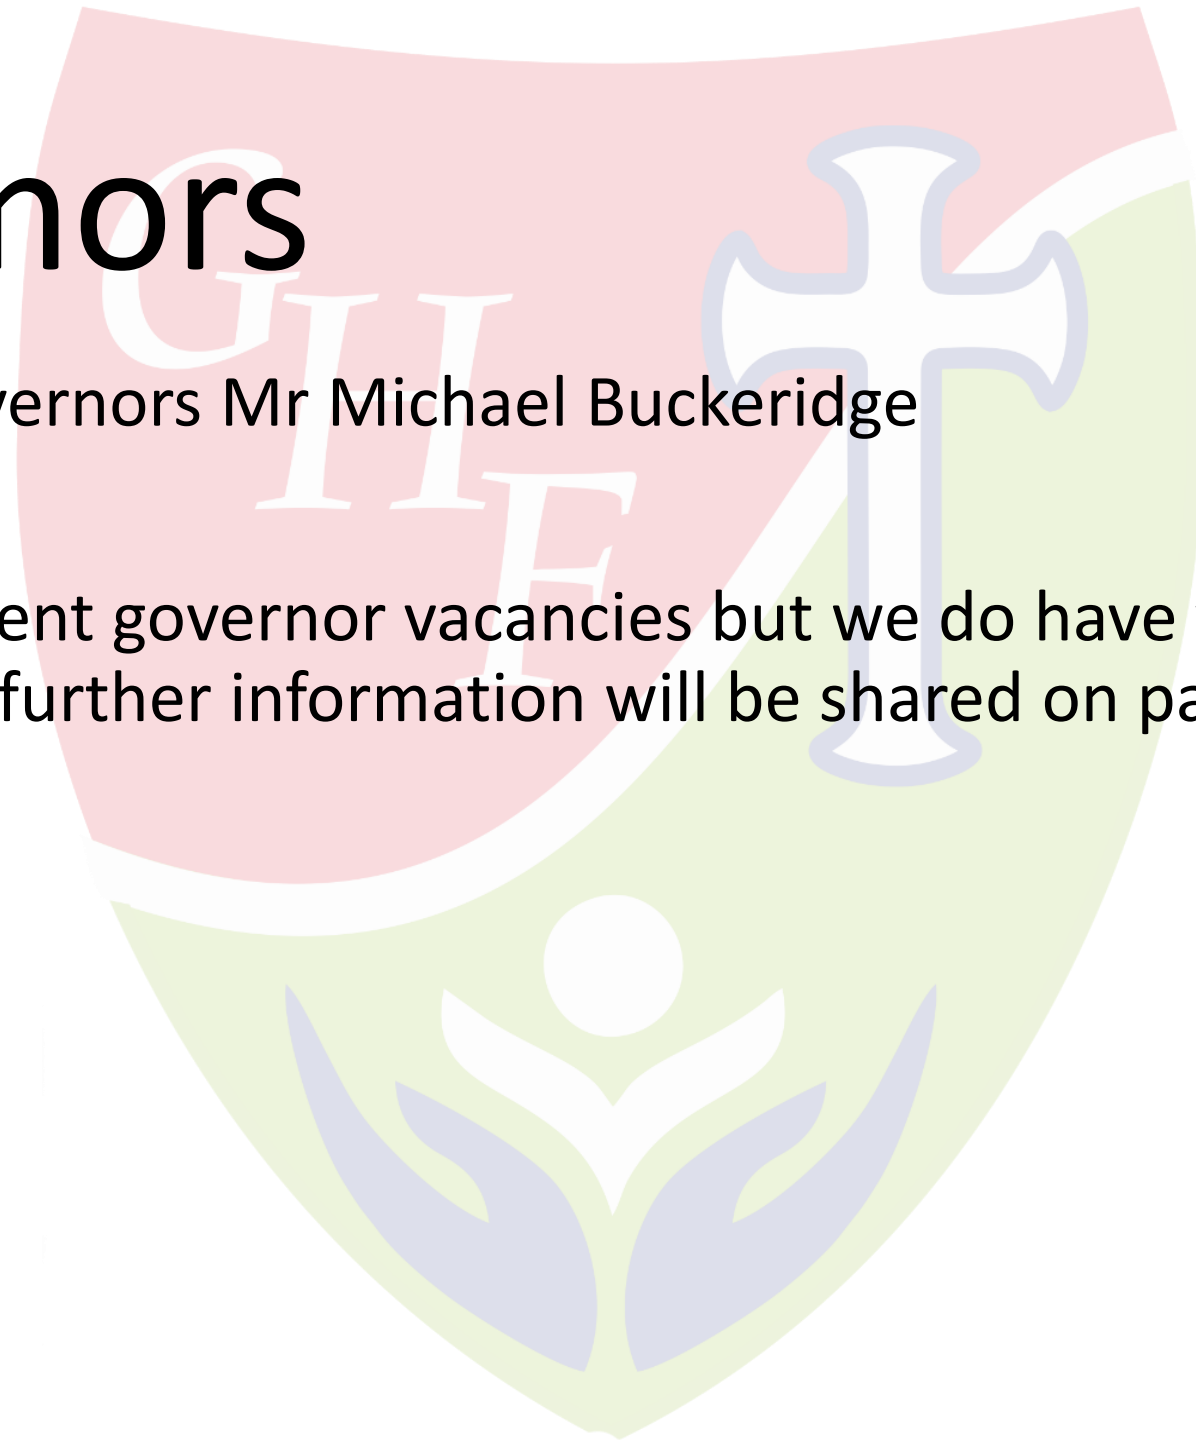 nors
G
H
F
vernors Mr Michael Buckeridge
ent governor vacancies but we do have
further information will be shared on pa